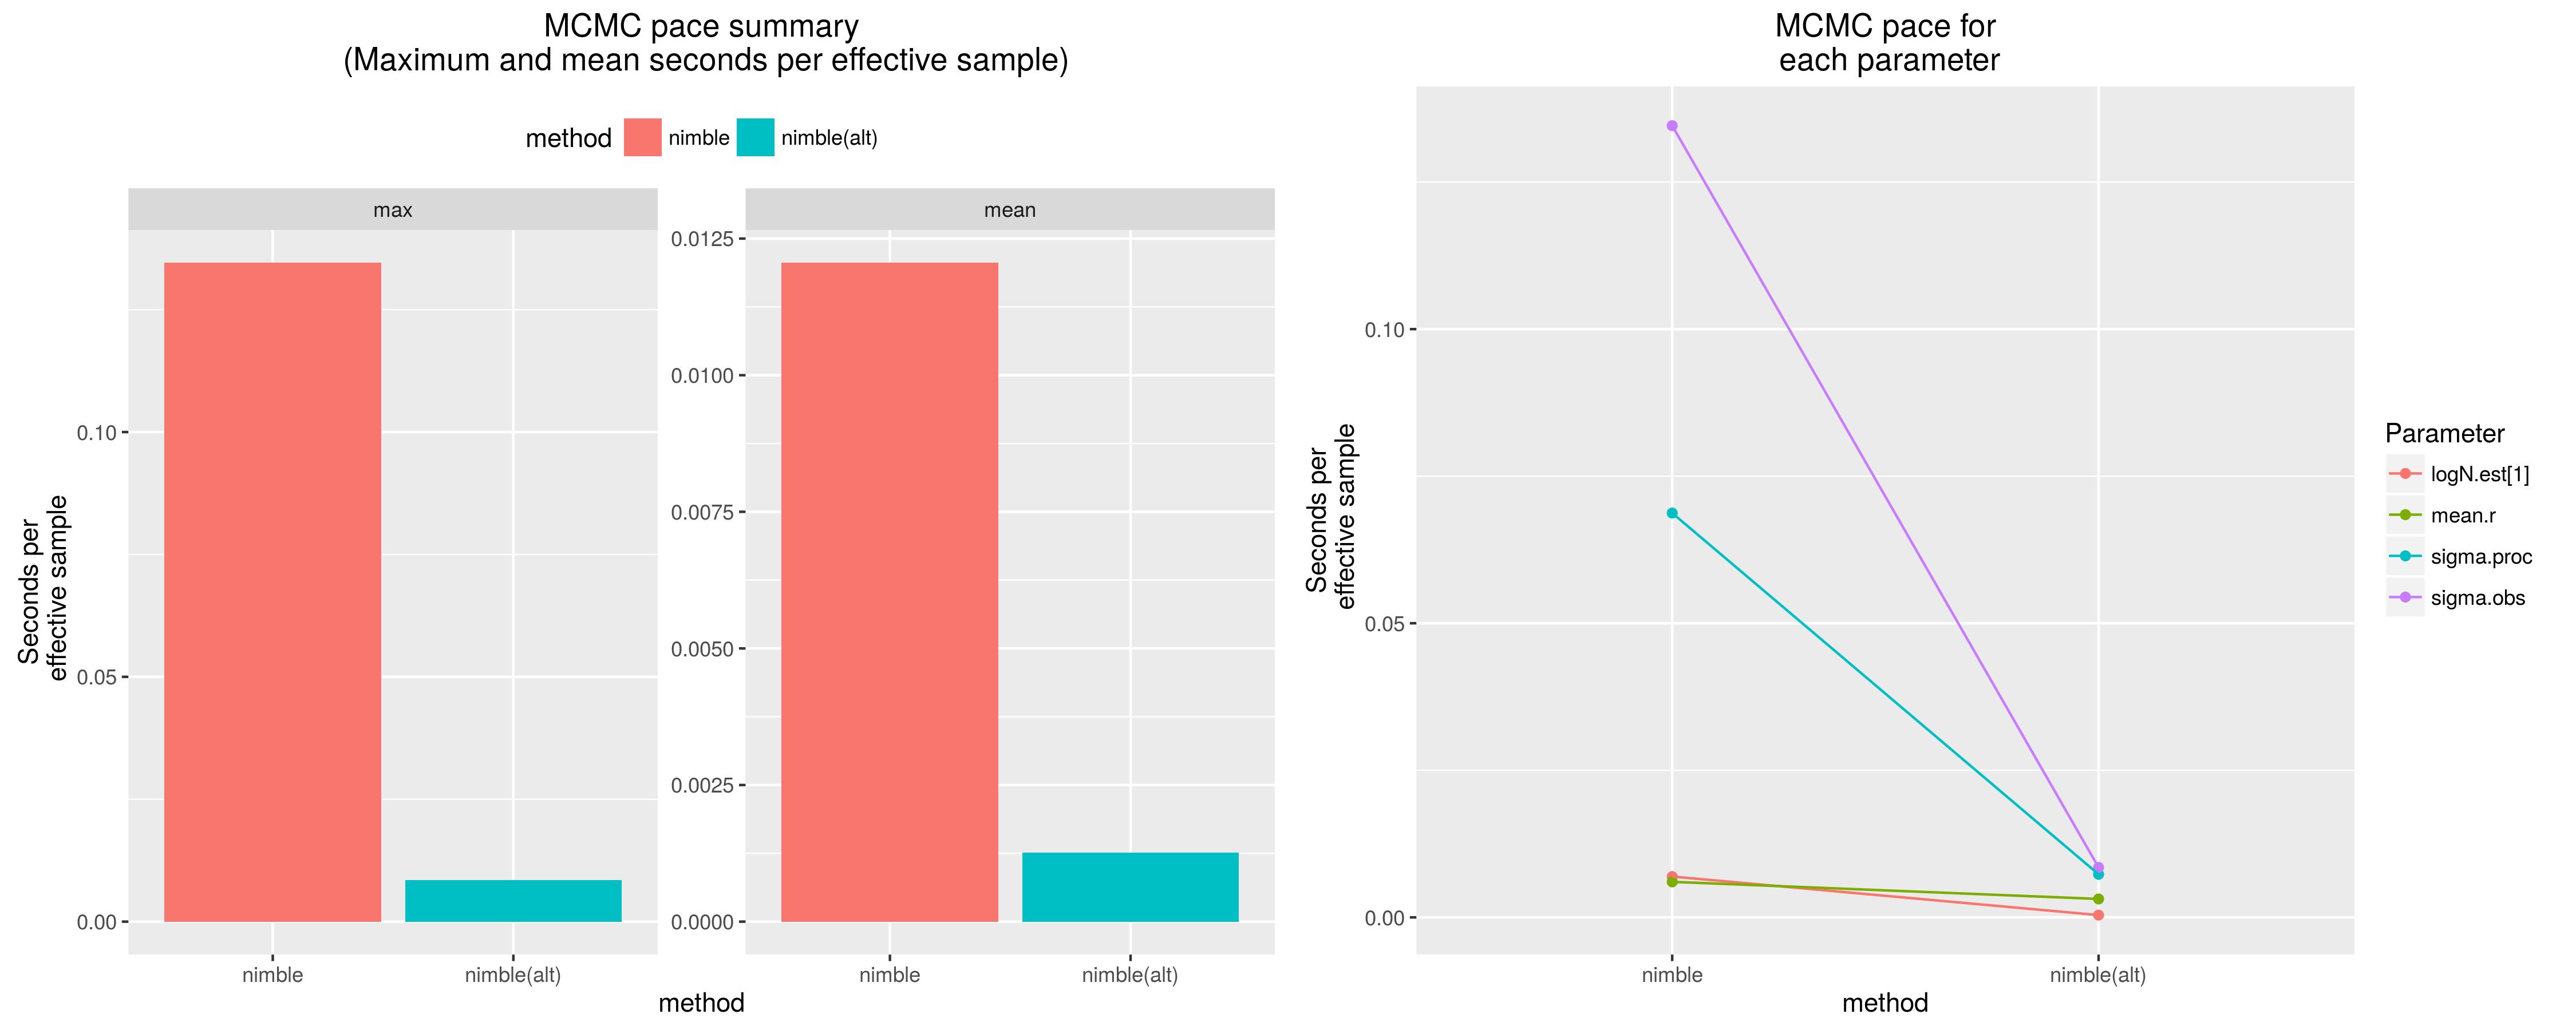 MCMC pace summary
(Maximum and mean seconds per effective sample)
method nimble nimble(alt)
max
mean
Seconds per
effective sample
0.10
0.05
0.00
0.0125
0.0100
0.0075
0.0050
0.0025
0.0000
nimble nimble(alt)
nimble nimble(alt)
method
MCMC pace for
each parameter
Seconds per
effective sample
0.10
0.05
0.00
nimble nimble(alt)
method
Parameter
logN.est[1]
mean.r
sigma.proc
sigma.obs